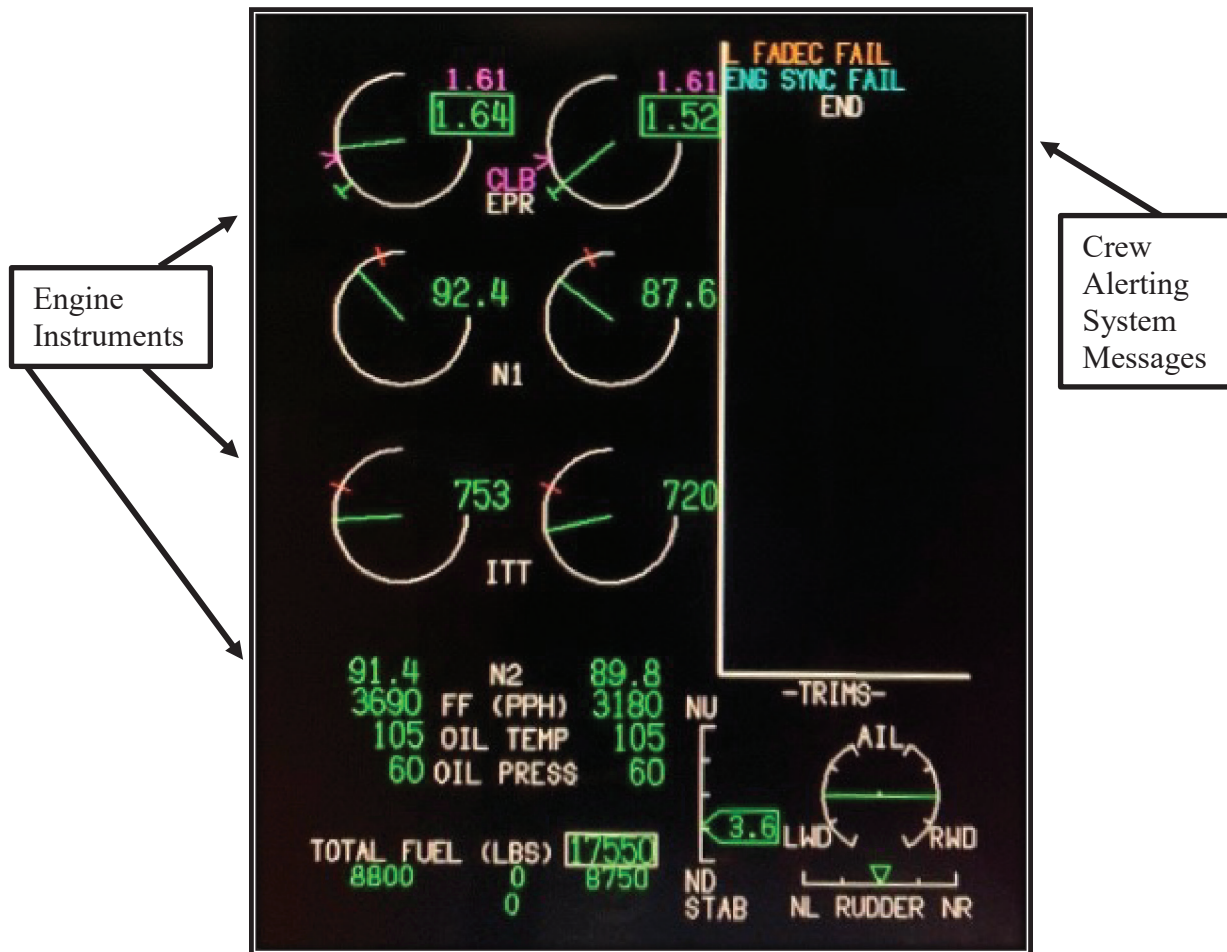 L FADEC FAIL
ENG SYNC FAIL
END
1.61 1.61
1.64 1.52
CLB
EPR
92.4 87.6
N1
753 720
ITT
91.4 N2 89.8
3690 FF (PPH) 3180
105 OIL TEMP 105
60 OIL PRESS 60
TOTAL FUEL (LBS) 17550
8800 0 8750
0
NU
3.6
ND
STAB
-TRIMS-
AIL
LWD RWD
NL RUDDER NR
Engine
Instruments
Crew
Alerting
System
Messages